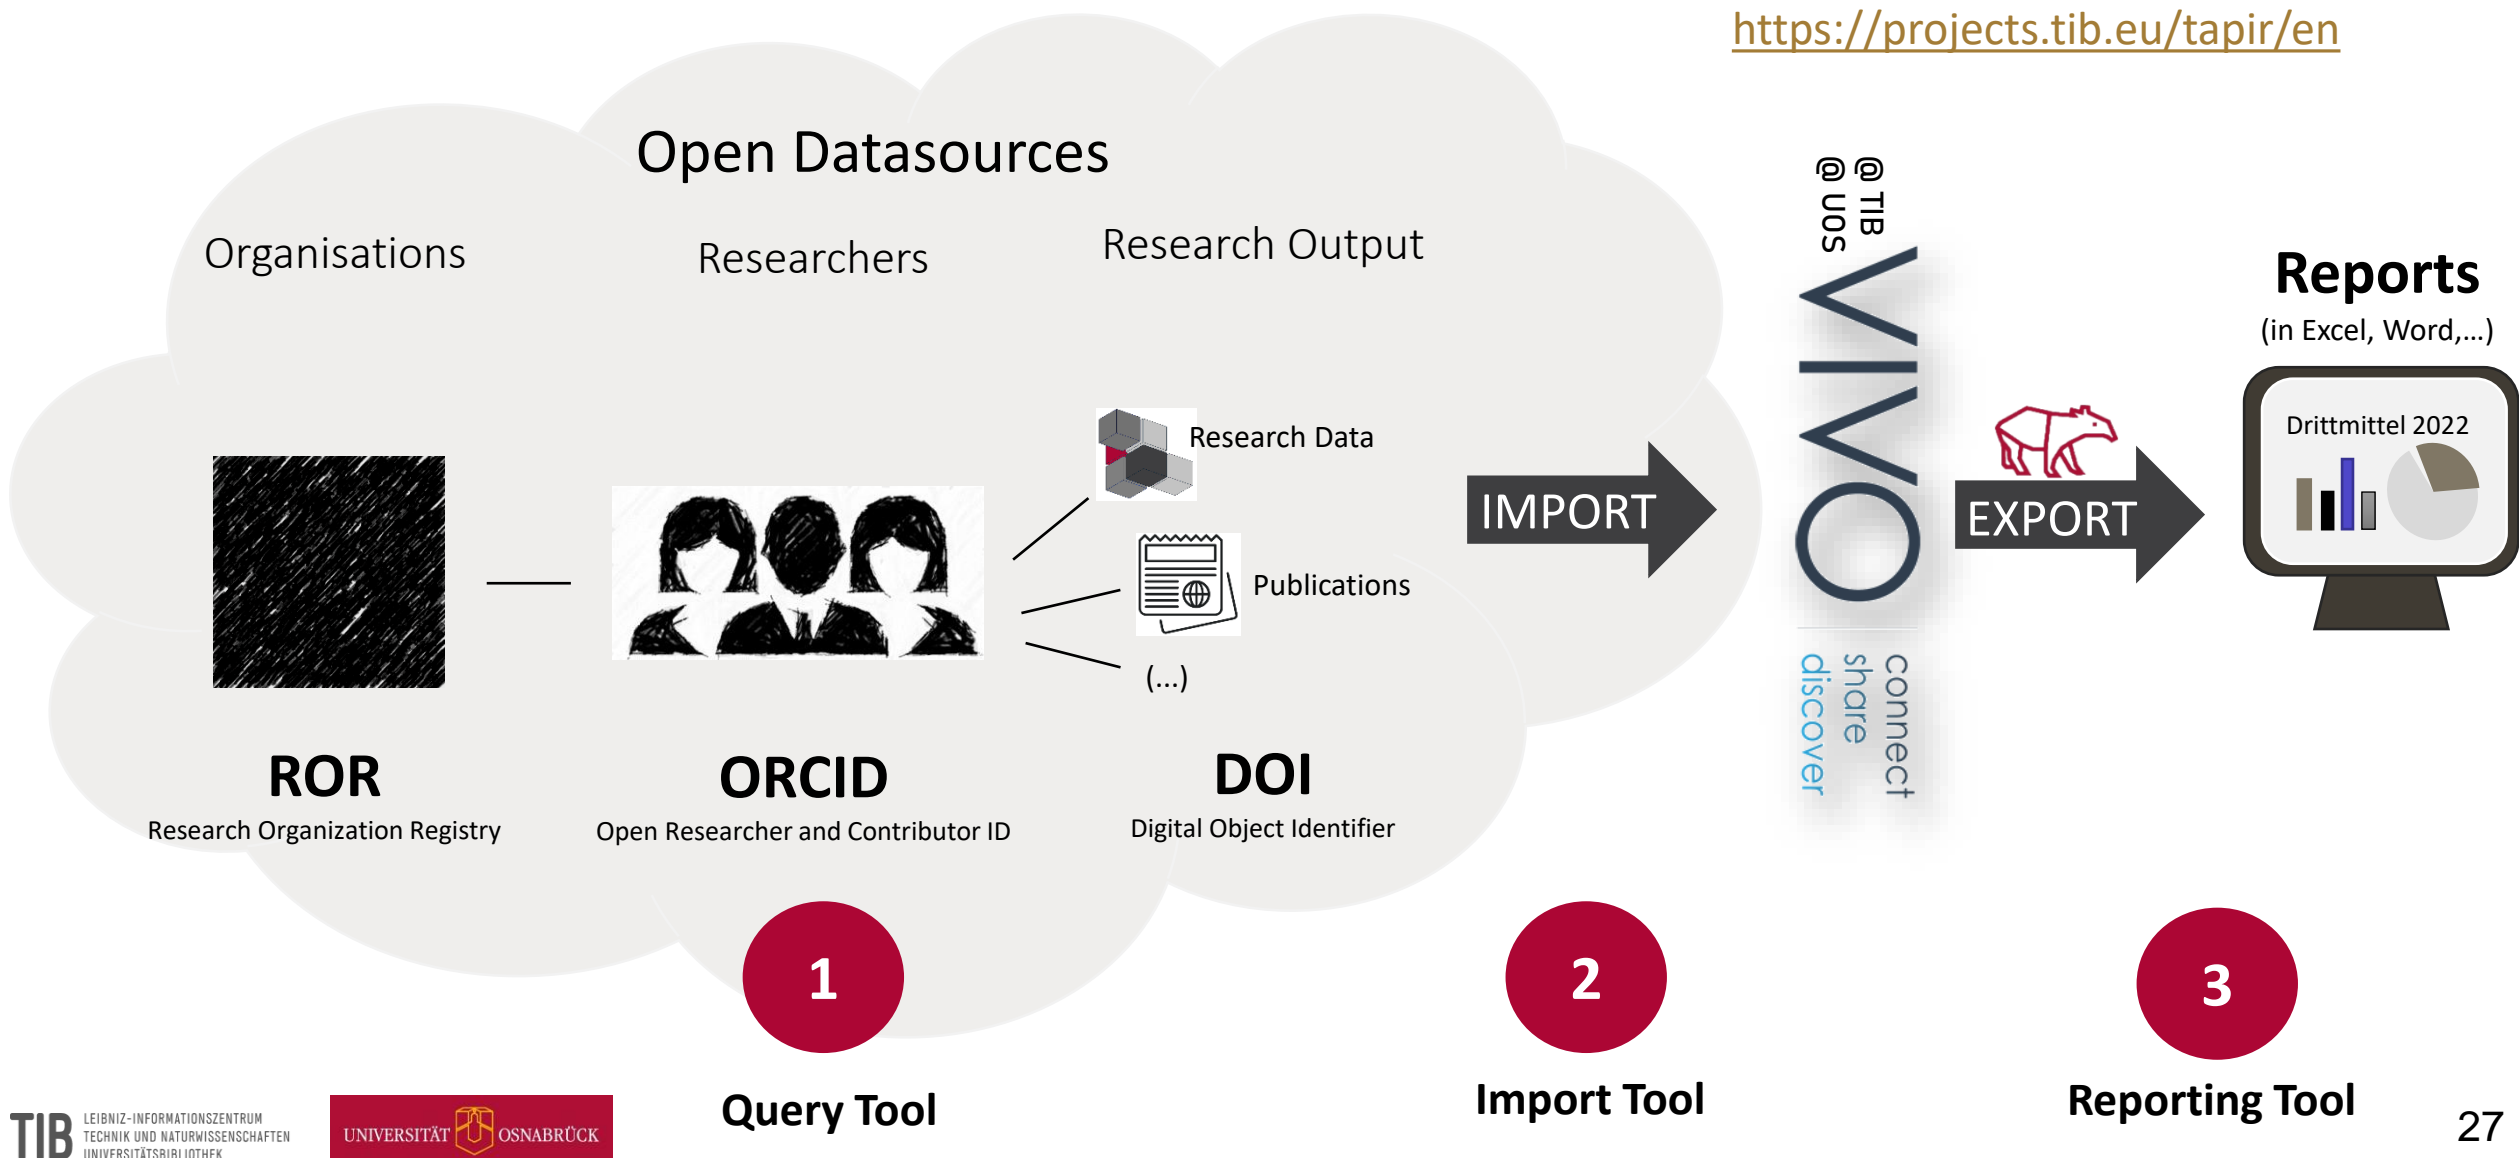 https://projects.tib.eu/tapir/en
Open Datasources
Organisations
Researchers
Research Output
Research Data
Publications
(...)
ROR
Research Organization Registry
ORCID
Open Researcher and Contributor ID
DOI
Digital Object Identifier
IMPORT
@ TIB
@ UOS
VIVO
connect
share
discover
EXPORT
Reports
(in Excel, Word,...)
Drittmittel 2022
1
Query Tool
2
Import Tool
3
Reporting Tool
TIB
LEIBNIZ-INFORMATIONSZENTRUM
TECHNIK UND NATURWISSENSCHAFTEN
UNIVERSITÄTSBIBLIOTHEK
UNIVERSITÄT OSNABRÜCK
27